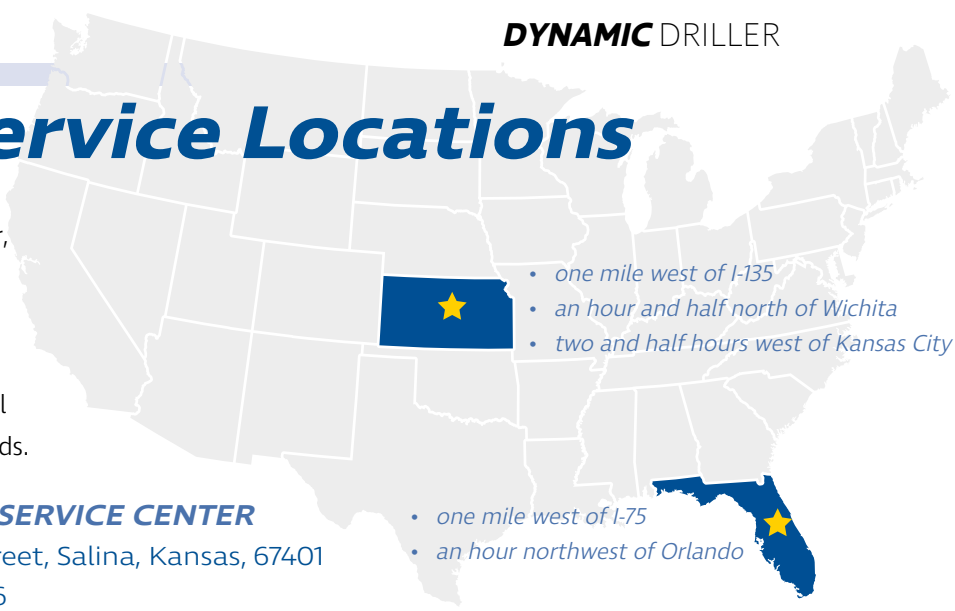 DYNAMIC DRILLER
ervice Locations
r,
• one mile west of I-135
• an hour and half north of Wichita
• two and half hours west of Kansas City
l
ds.
SERVICE CENTER
reet, Salina, Kansas, 67401
6
• one mile west of I-75
• an hour northwest of Orlando